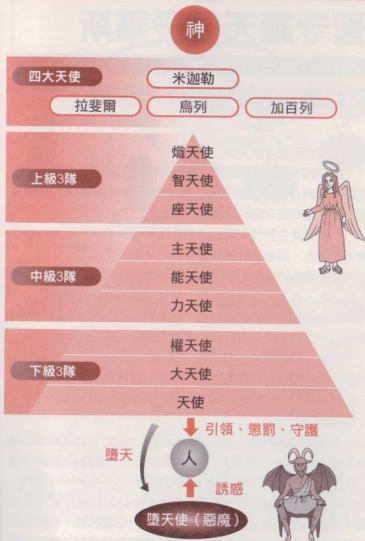 神
四大天使
米迦勒
拉斐爾
烏列
加百列
上級3隊
熾天使
智天使
座天使
中級3隊
主天使
能天使
力天使
下級3隊
權天使
大天使
天使
引領、懲罰、守護
墮天
人
誘惑
墮天使（惡魔）